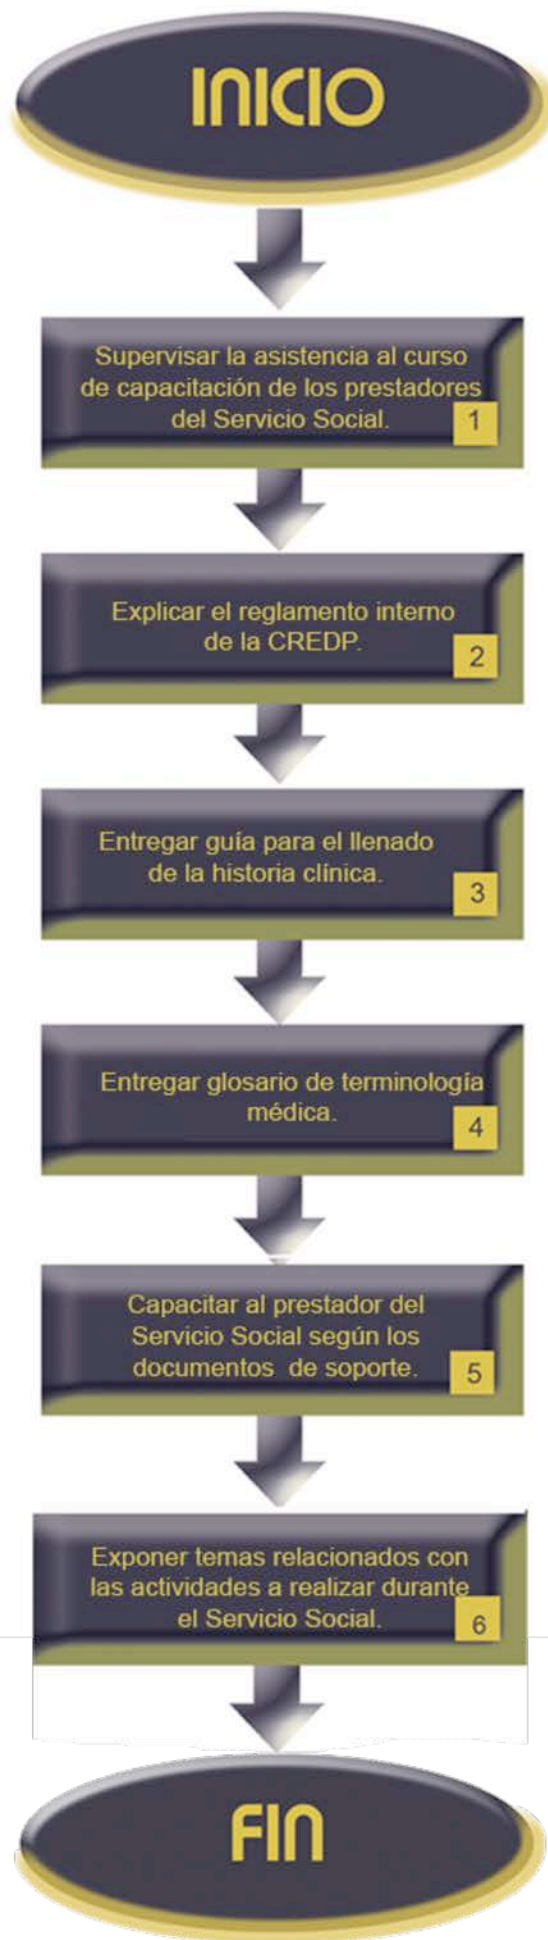 INICIO
Supervisar la asistencia al curso
de capacitación de los prestadores
del Servicio Social.
1
Explicar el reglamento interno
de la CREDP.
2
Entregar guía para el llenado
de la historia clínica.
3
Entregar glosario de terminología
médica.
4
Capacitar al prestador del
Servicio Social según los
documentos de soporte.
5
Exponer temas relacionados con
las actividades a realizar durante
el Servicio Social.
6
FIN